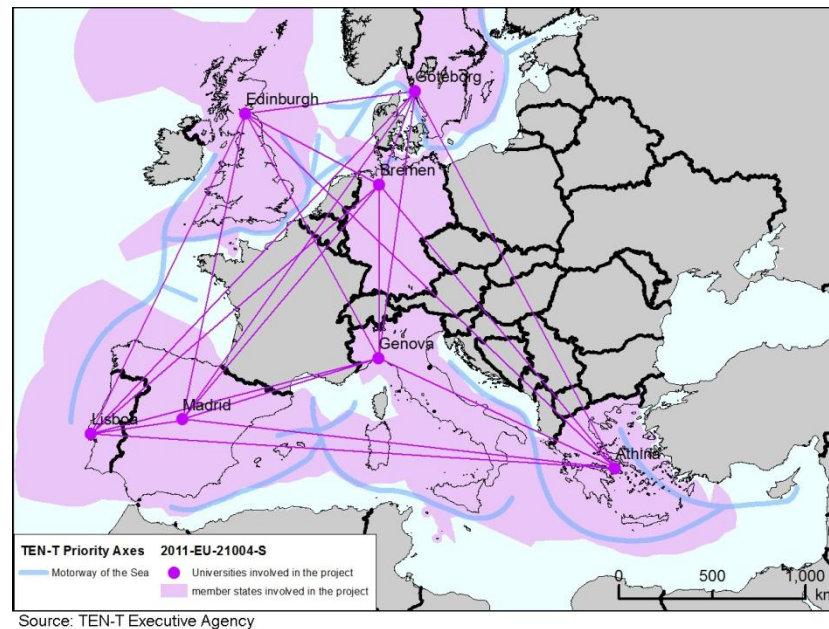 Göteborg
Edinburgh
Bremen
Genova
Madrid
Lisboa
Athina
TEN-T Priority Axes 2011-EU-21004-S
Motorway of the Sea Universities involved in the project
member states involved in the project
0 500 1,000
km
Source: TEN-T Executive Agency